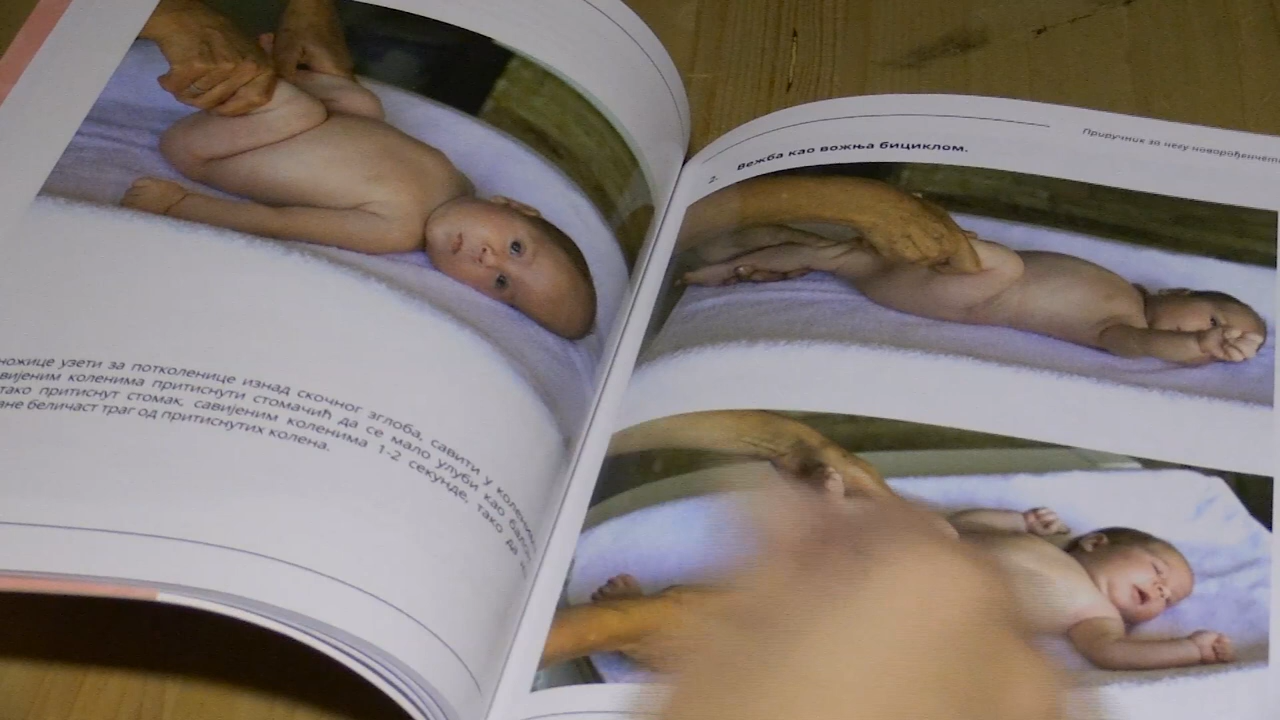 ножице узети за потколенице изнад скочног зглоба, савити у коленима
вијеним коленима притиснути стомачић да се мало улуби као
тако притиснут стомак, савијеним коленима 1-2 секунде, тако да
ане беличаст траг од притиснутих колена.
Приручник за негу новорођенчета
2. Вежба као вожња бициклом.